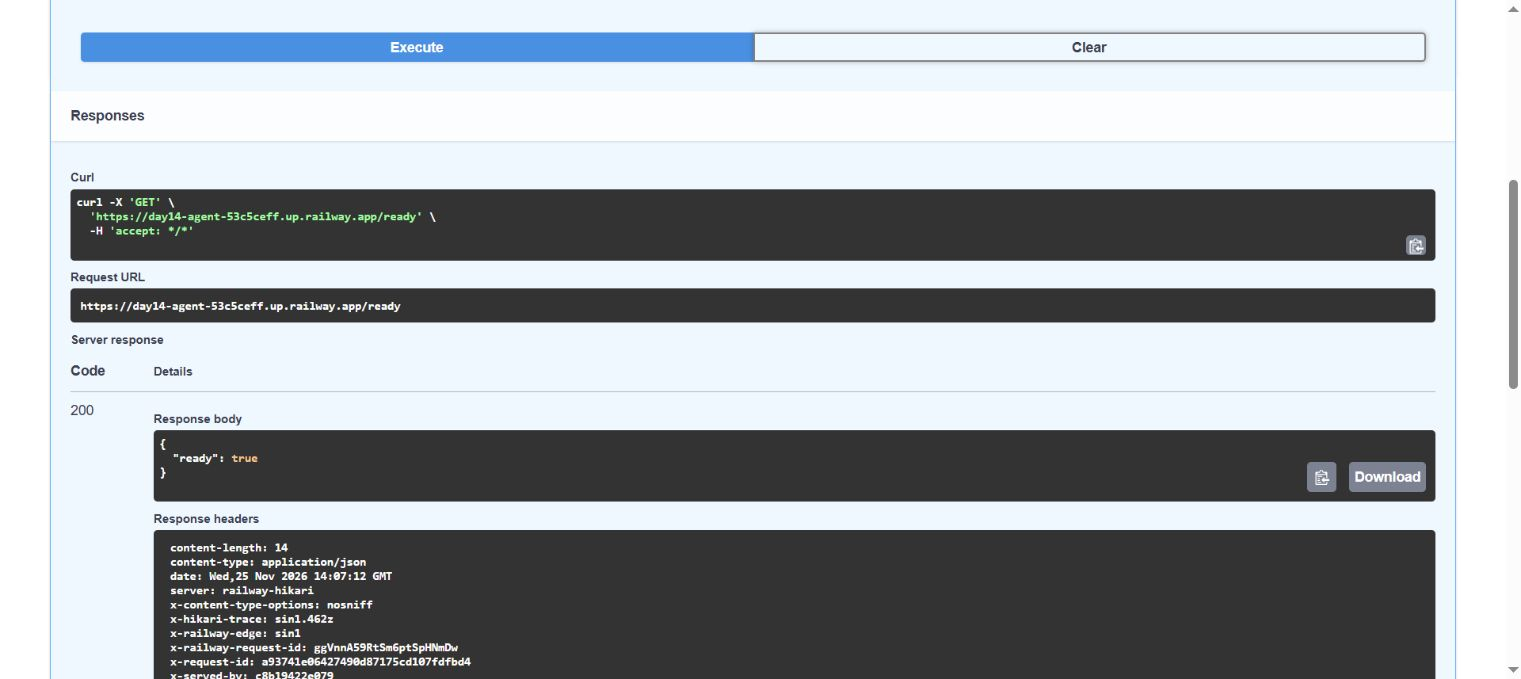 Execute
Clear
Responses
Curl
curl -X 'GET' \
'https://day14-agent-53c5ceff.up.railway.app/ready' \
-H 'accept: */*'
Request URL
https://day14-agent-53c5ceff.up.railway.app/ready
Server response
Code Details
200
Response body
{
"ready": true
}
Download
Response headers
content-length: 14
content-type: application/json
date: Wed,25 Nov 2026 14:07:12 GMT
server: railway-hikari
x-content-type-options: nosniff
x-hikari-trace: sin1.462z
x-railway-edge: sin1
x-railway-request-id: ggVnnA59RtSm6ptSpHNmDw
x-request-id: a93741e06427490d87175cd107fdfbd4
x-served-by: c8b19422e079